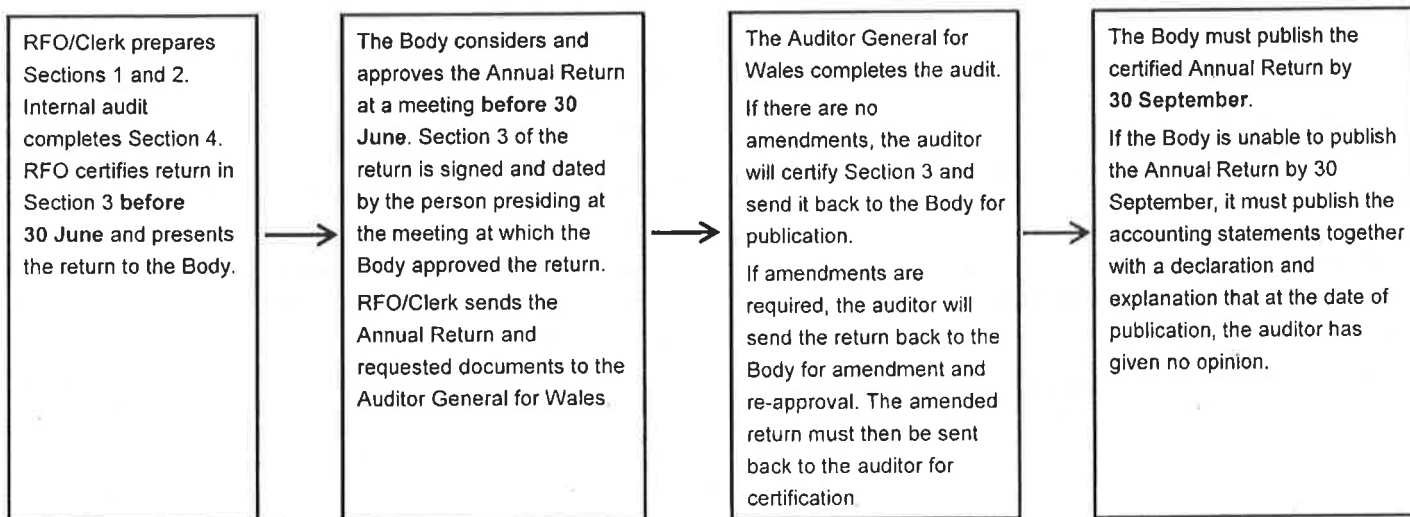 RFO/Clerk prepares
Sections 1 and 2.
Internal audit
completes Section 4.
RFO certifies return in
Section 3 before
30 June and presents
the return to the Body.
The Body considers and
approves the Annual Return
at a meeting before 30
June. Section 3 of the
return is signed and dated
by the person presiding at
the meeting at which the
Body approved the return.
RFO/Clerk sends the
Annual Return and
requested documents to the
Auditor General for Wales
The Auditor General for
Wales completes the audit.
If there are no
amendments, the auditor
will certify Section 3 and
send it back to the Body for
publication.
If amendments are
required, the auditor will
send the return back to the
Body for amendment and
re-approval. The amended
return must then be sent
back to the auditor for
certification
The Body must publish the
certified Annual Return by
30 September.
If the Body is unable to publish
the Annual Return by 30
September, it must publish the
accounting statements together
with a declaration and
explanation that at the date of
publication, the auditor has
given no opinion.